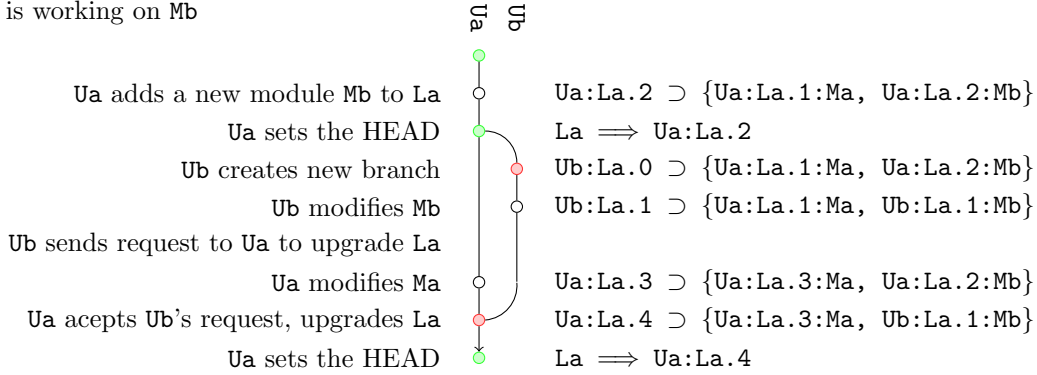 is working on Mb
Ua Ub
Ua adds a new module Mb to La Ua:La.2 ⊃ {Ua:La.1:Ma, Ua:La.2:Mb}
Ua sets the HEAD La ⟹ Ua:La.2
Ub creates new branch Ub:La.0 ⊃ {Ua:La.1:Ma, Ua:La.2:Mb}
Ub modifies Mb Ub:La.1 ⊃ {Ua:La.1:Ma, Ub:La.1:Mb}
Ub sends request to Ua to upgrade La
Ua modifies Ma Ua:La.3 ⊃ {Ua:La.3:Ma, Ua:La.2:Mb}
Ua acepts Ub's request, upgrades La Ua:La.4 ⊃ {Ua:La.3:Ma, Ub:La.1:Mb}
Ua sets the HEAD La ⟹ Ua:La.4